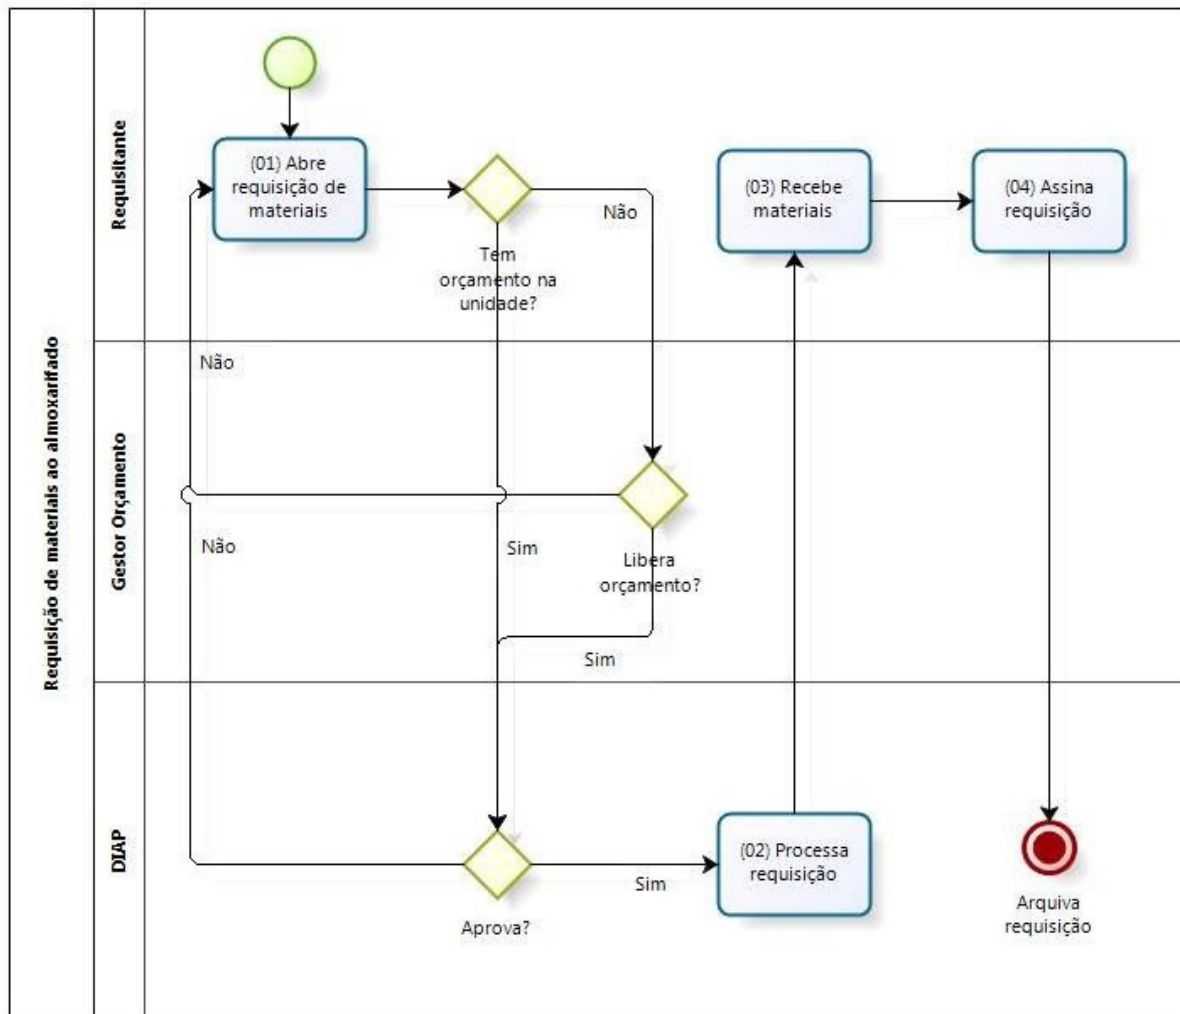 Requisição de materiais ao almoxarifado
Requisitante
(01) Abre
requisição de
materiais
Tem
orçamento na
unidade?
Não
(03) Recebe
materiais
(04) Assina
requisição
Gestor Orçamento
Não
Não
Sim
Libera
orçamento?
Sim
DIAP
Aprova?
Sim
(02) Processa
requisição
Arquiva
requisição